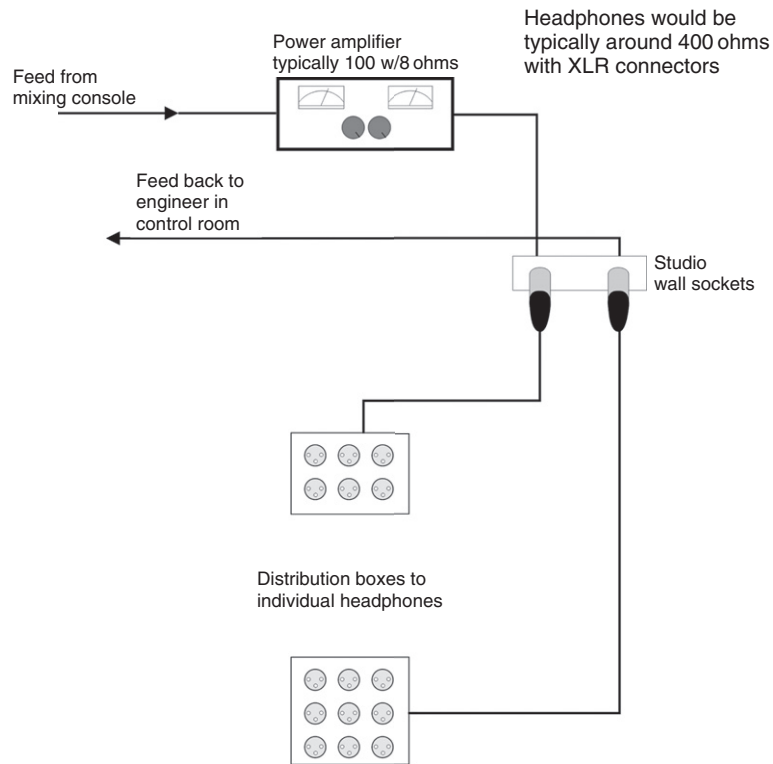 Headphones would be
typically around 400 ohms
with XLR connectors
Power amplifier
typically 100 w/8 ohms
Feed from
mixing console
Feed back to
engineer in
control room
Studio
wall sockets
Distribution boxes to
individual headphones